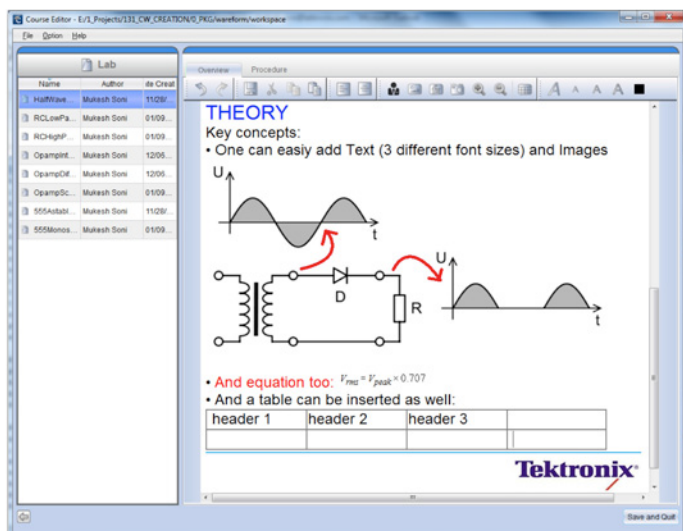 Course Editor - E:/1_Projects/131_CW_CREATION/0_PKG/wareform/workspace
File Option Help
Lab
Name Author de Creat
HalfWave... Mukesh Soni 11/28/...
RCLowPa... Mukesh Soni 01/09...
RCHighP... Mukesh Soni 01/09...
OpampInt... Mukesh Soni 12/06...
OpampDif... Mukesh Soni 12/06...
OpampSc... Mukesh Soni 01/09...
555Astabl... Mukesh Soni 11/28/...
555Monos... Mukesh Soni 01/09...
Overview Procedure
A A A A
THEORY
Key concepts:
• One can easiy add Text (3 different font sizes) and Images
U
t
D
R
U
t
• And equation too: Vrms = Vpeak × 0.707
• And a table can be inserted as well:
header 1 header 2 header 3
Tektronix
Save and Quit